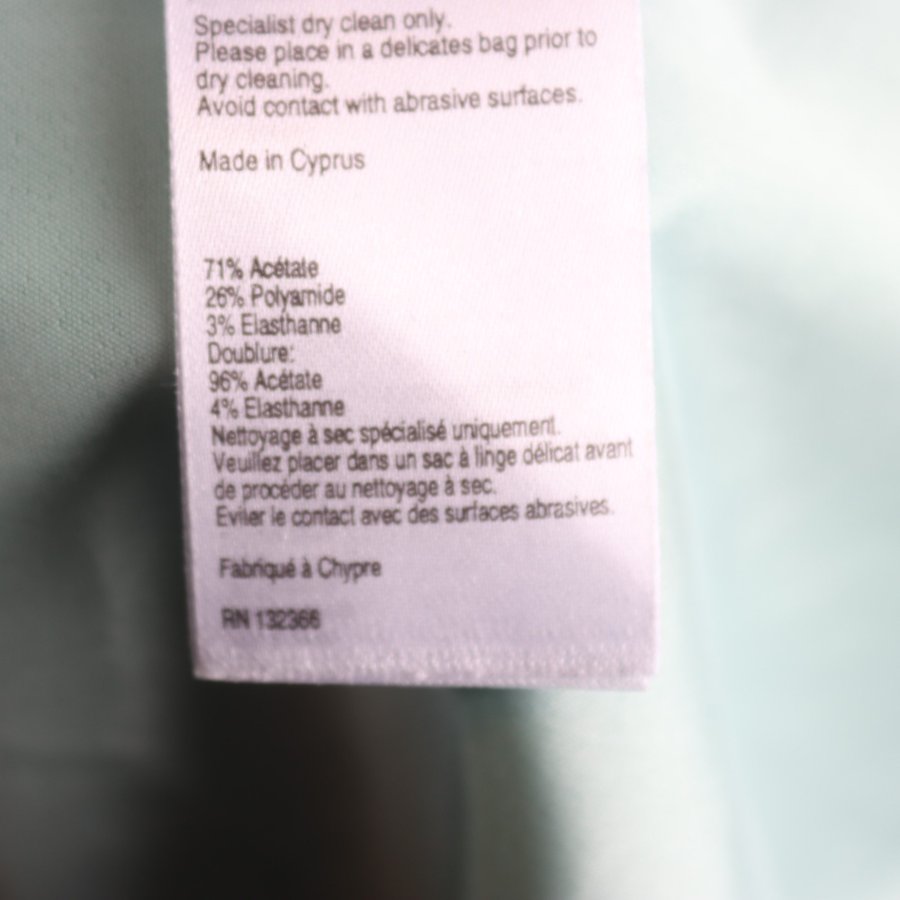 Specialist dry clean only.
Please place in a delicates bag prior to
dry cleaning.
Avoid contact with abrasive surfaces.
Made in Cyprus
71% Acétate
26% Polyamide
3% Elasthanne
Doublure:
96% Acétate
4% Elasthanne
Nettoyage à sec spécialisé uniquement.
Veuillez placer dans un sac à linge délicat avant
de procéder au nettoyage à sec.
Eviter le contact avec des surfaces abrasives.
Fabriqué à Chypre
RN 132366